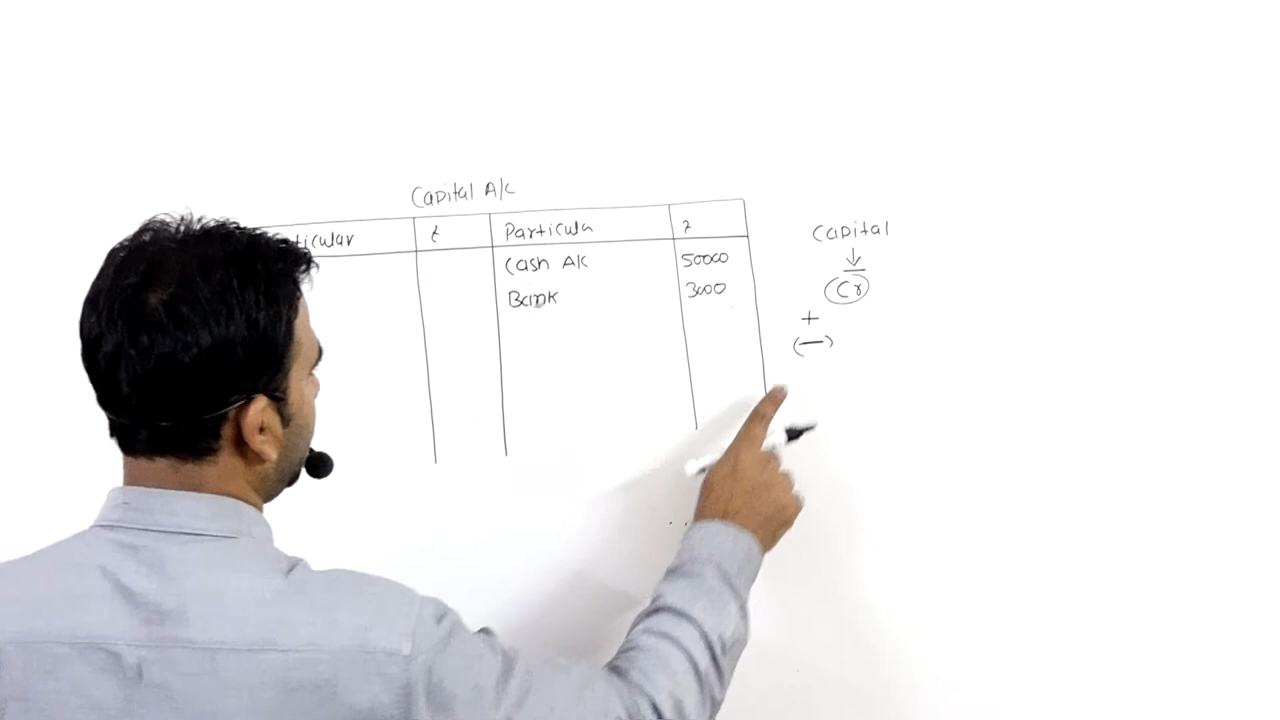 Capital A/c
ticular ₹ Particula ₹
Cash A/c 50000
Bank 3000
Capital
↓
Cr
+
(—)